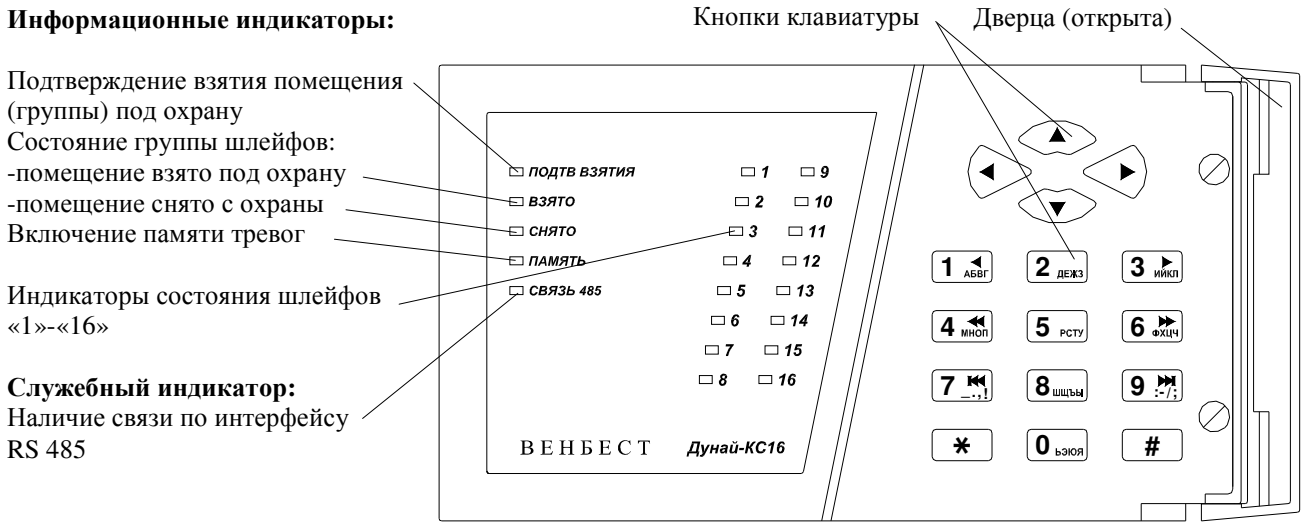 Информационные индикаторы:
Подтверждение взятия помещения
(группы) под охрану
Состояние группы шлейфов:
-помещение взято под охрану
-помещение снято с охраны
Включение памяти тревог
Индикаторы состояния шлейфов
«1»-«16»
Служебный индикатор:
Наличие связи по интерфейсу
RS 485
Кнопки клавиатуры
Дверца (открыта)
ПОДТВ ВЗЯТИЯ
ВЗЯТО
СНЯТО
ПАМЯТЬ
СВЯЗЬ 485
1 9
2 10
3 11
4 12
5 13
6 14
7 15
8 16
ВЕНБЕСТ Дунай-КС16
1 АБВГ
2 ДЕЖЗ
3 ИЙКЛ
4 МНОП
5 РСТУ
6 ФХЦЧ
7 _.,!
8 ШЩЪЫ
9 :-/;
*
0 ЬЭЮЯ
#